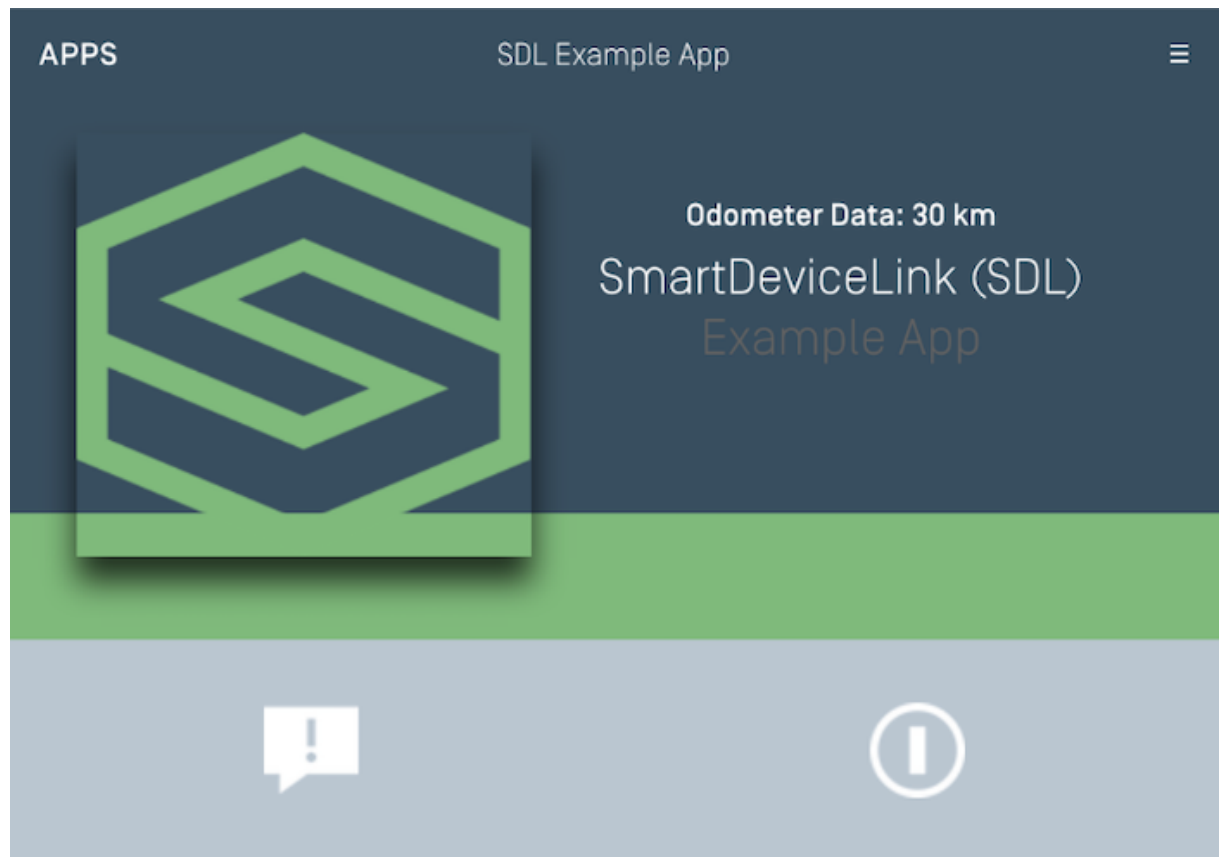 APPS
SDL Example App
Odometer Data: 30 km
SmartDeviceLink (SDL)
Example App